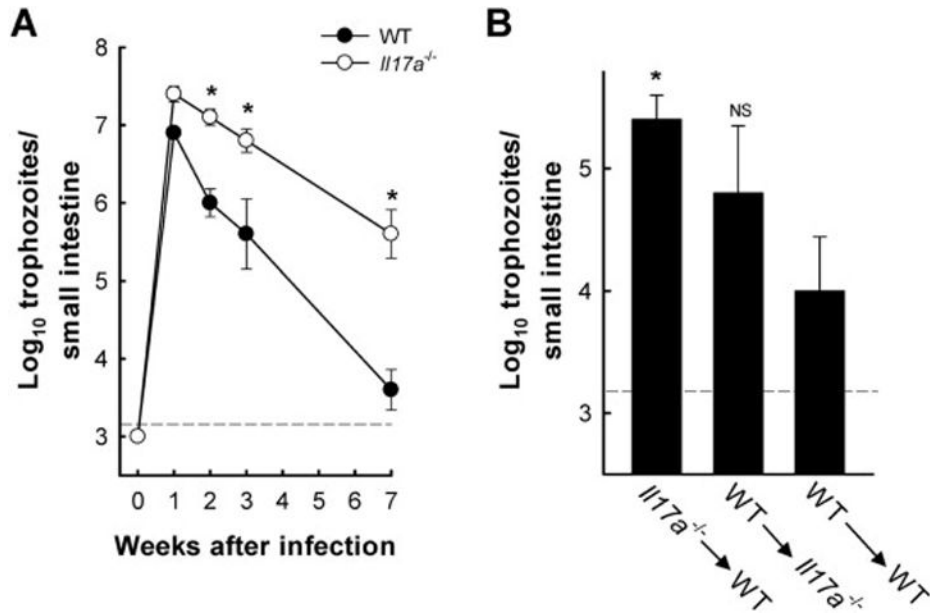 A
WT
Il17a-/-
Log10 trophozoites/
small intestine
8
7
6
5
4
3
* * *
0 1 2 3 4 5 6 7
Weeks after infection
B
Log10 trophozoites/
small intestine
5
4
3
*
NS
Il17a-/- → WT
WT → Il17a-/-
WT → WT